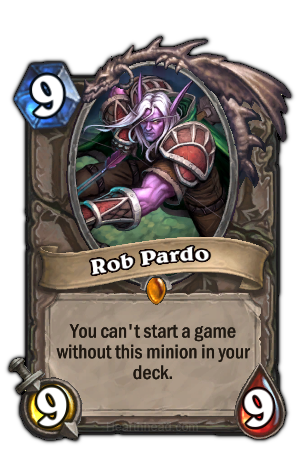 9
Rob Pardo
You can't start a game
without this minion in your
deck.
9
9